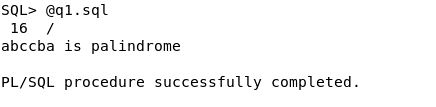 SQL> @q1.sql
 16  /
abccba is palindrome

PL/SQL procedure successfully completed.